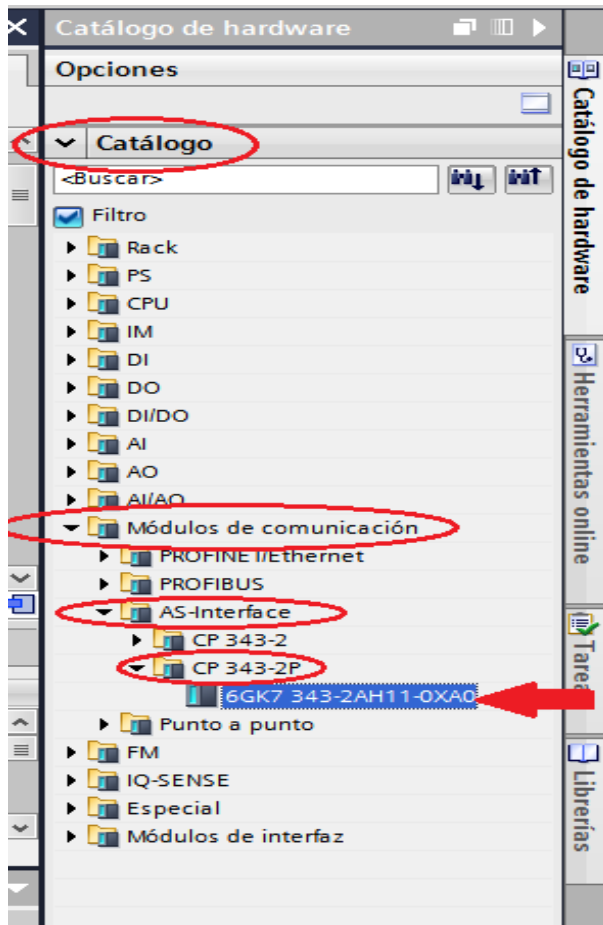 Catálogo de hardware
Opciones
Catálogo
<Buscar>
Filtro
Rack
PS
CPU
IM
DI
DO
DI/DO
AI
AO
AI/AO
Módulos de comunicación
PROFINET/Ethernet
PROFIBUS
AS-Interface
CP 343-2
CP 343-2P
6GK7 343-2AH11-0XA0
Punto a punto
FM
IQ-SENSE
Especial
Módulos de interfaz
Catálogo de hardware
Herramientas online
Tarea
Librerías